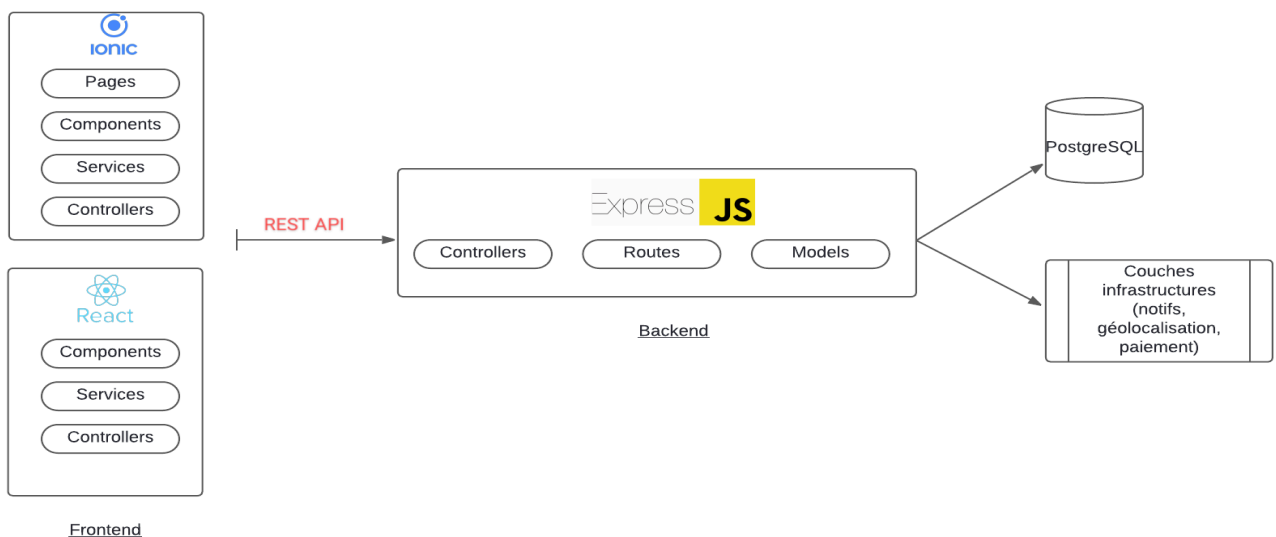 IONIC
Pages
Components
Services
Controllers
React
Components
Services
Controllers
Frontend
REST API
Express
JS
Controllers
Routes
Models
Backend
PostgreSQL
Couches
infrastructures
(notifs,
géolocalisation,
paiement)